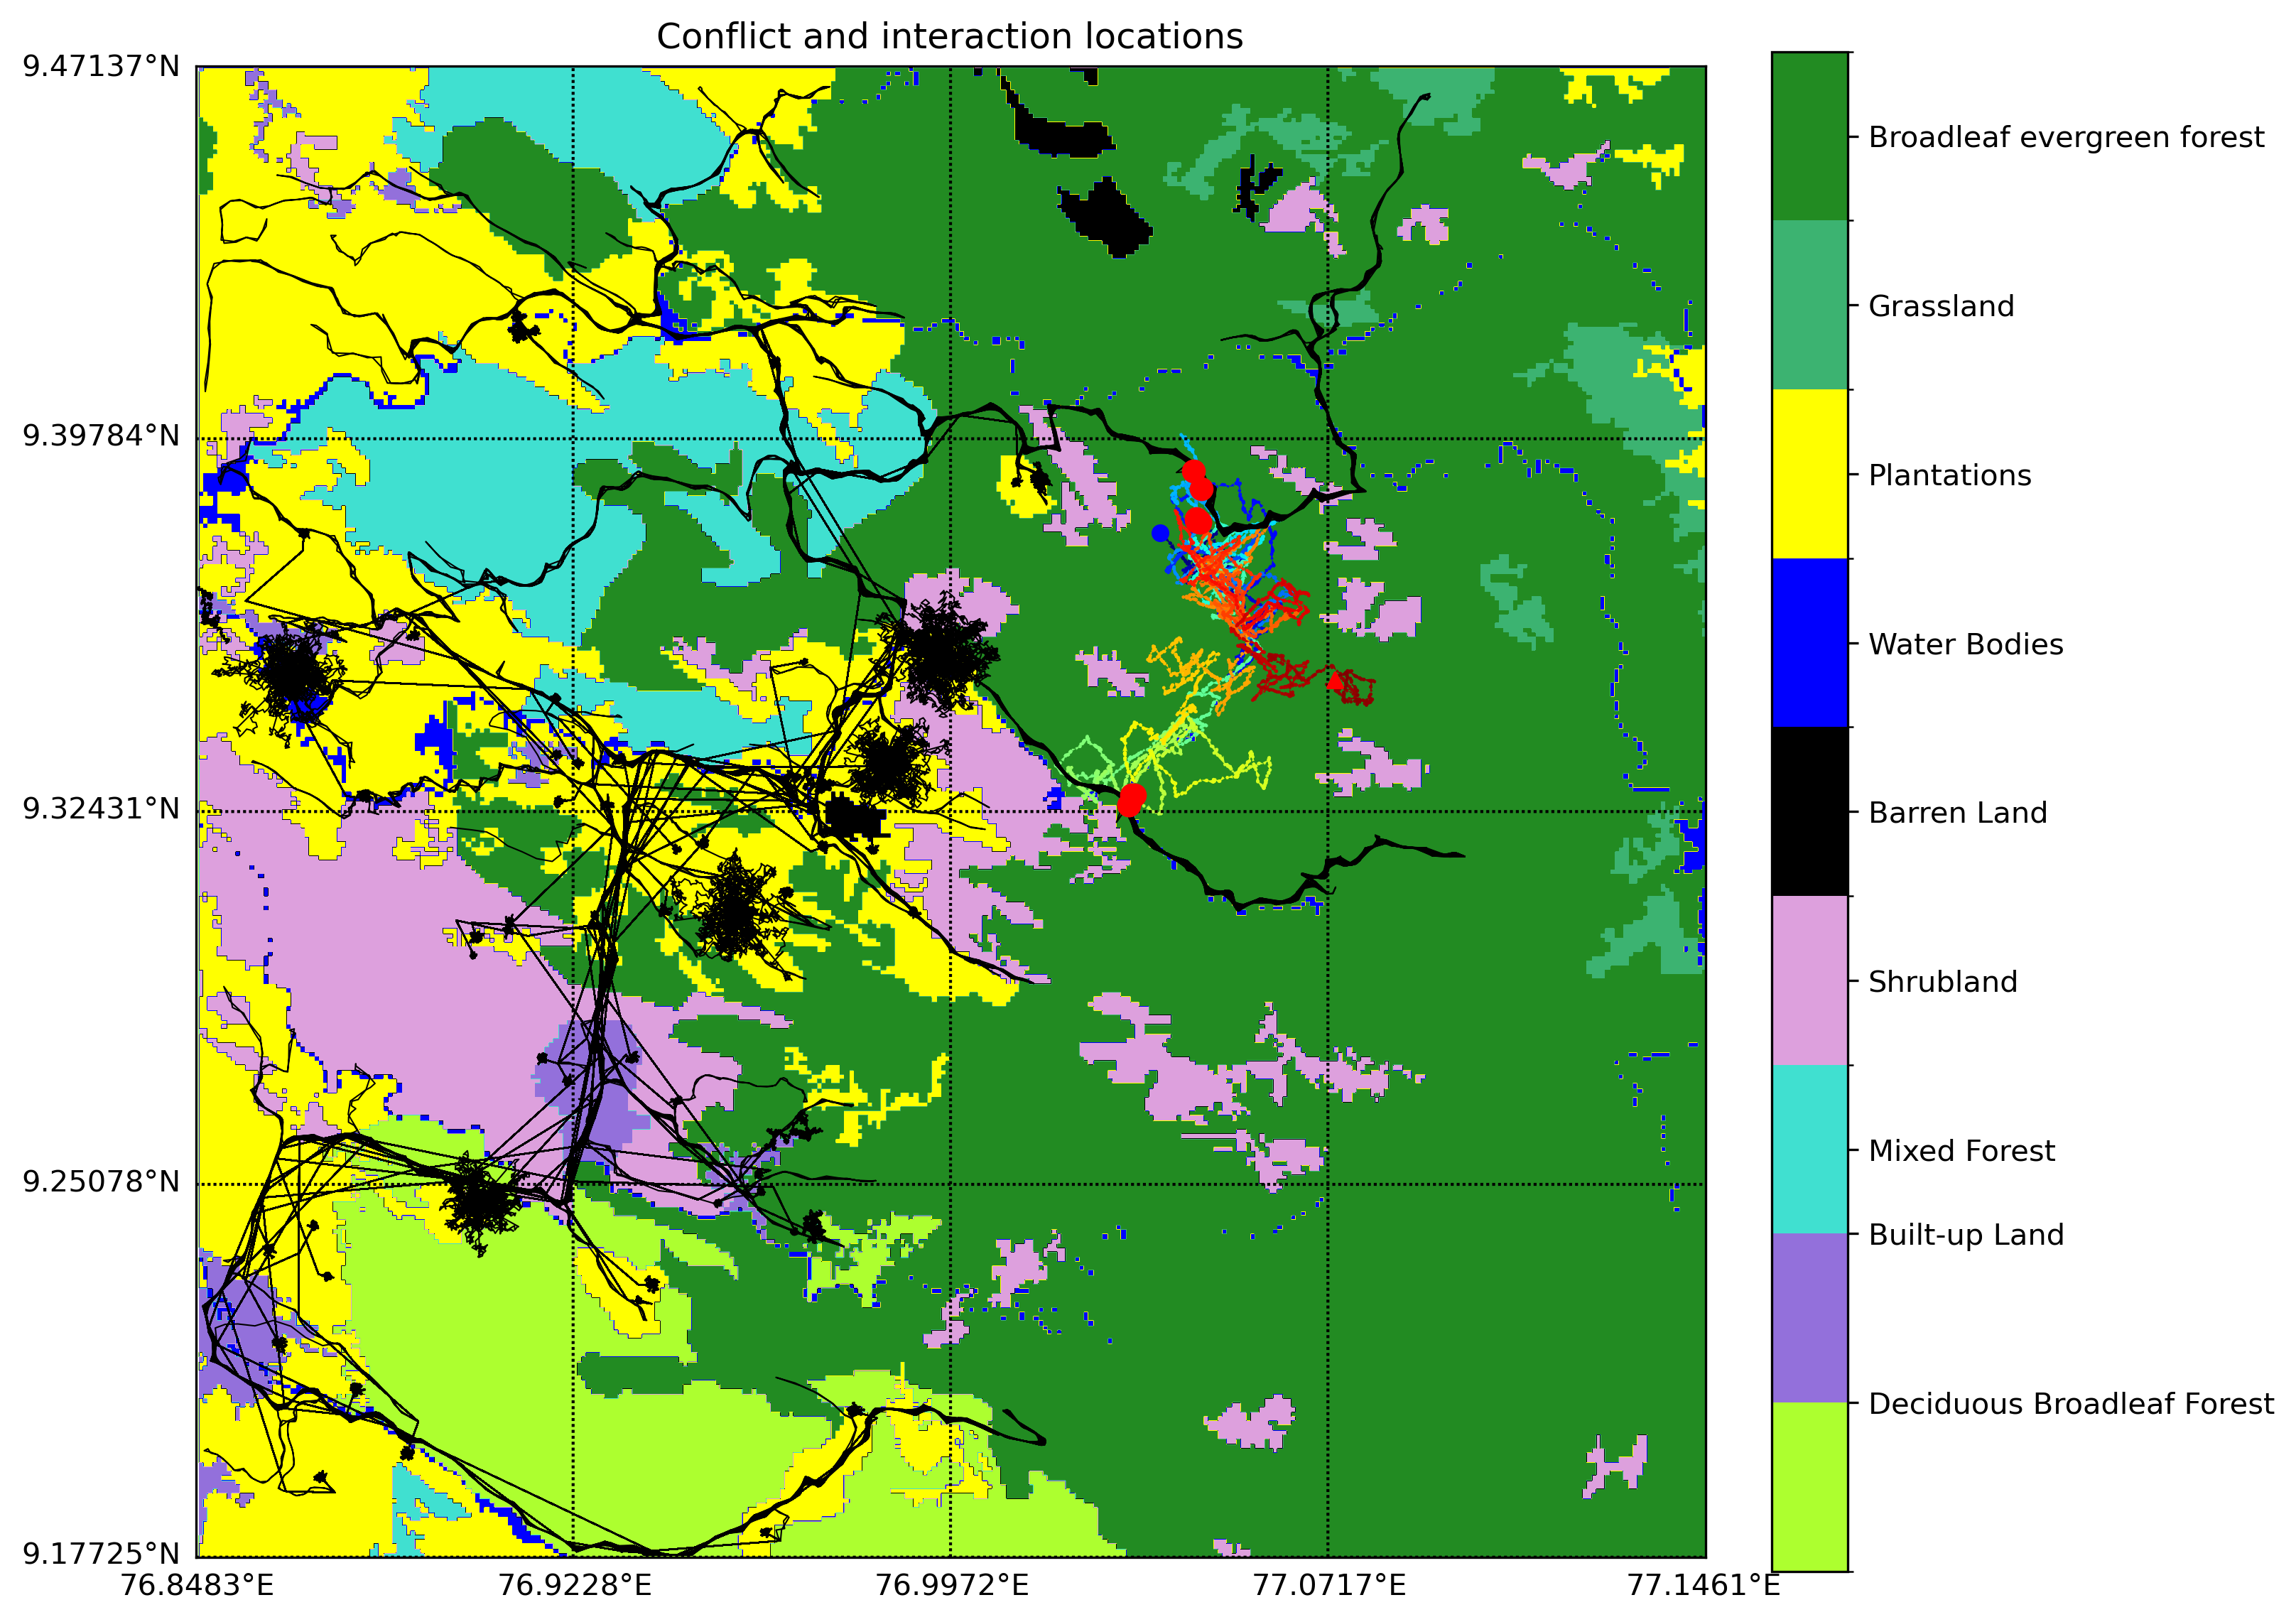 Conflict and interaction locations
9.47137°N
9.39784°N
9.32431°N
9.25078°N
9.17725°N
76.8483°E
76.9228°E
76.9972°E
77.0717°E
77.1461°E
Broadleaf evergreen forest
Grassland
Plantations
Water Bodies
Barren Land
Shrubland
Mixed Forest
Built-up Land
Deciduous Broadleaf Forest